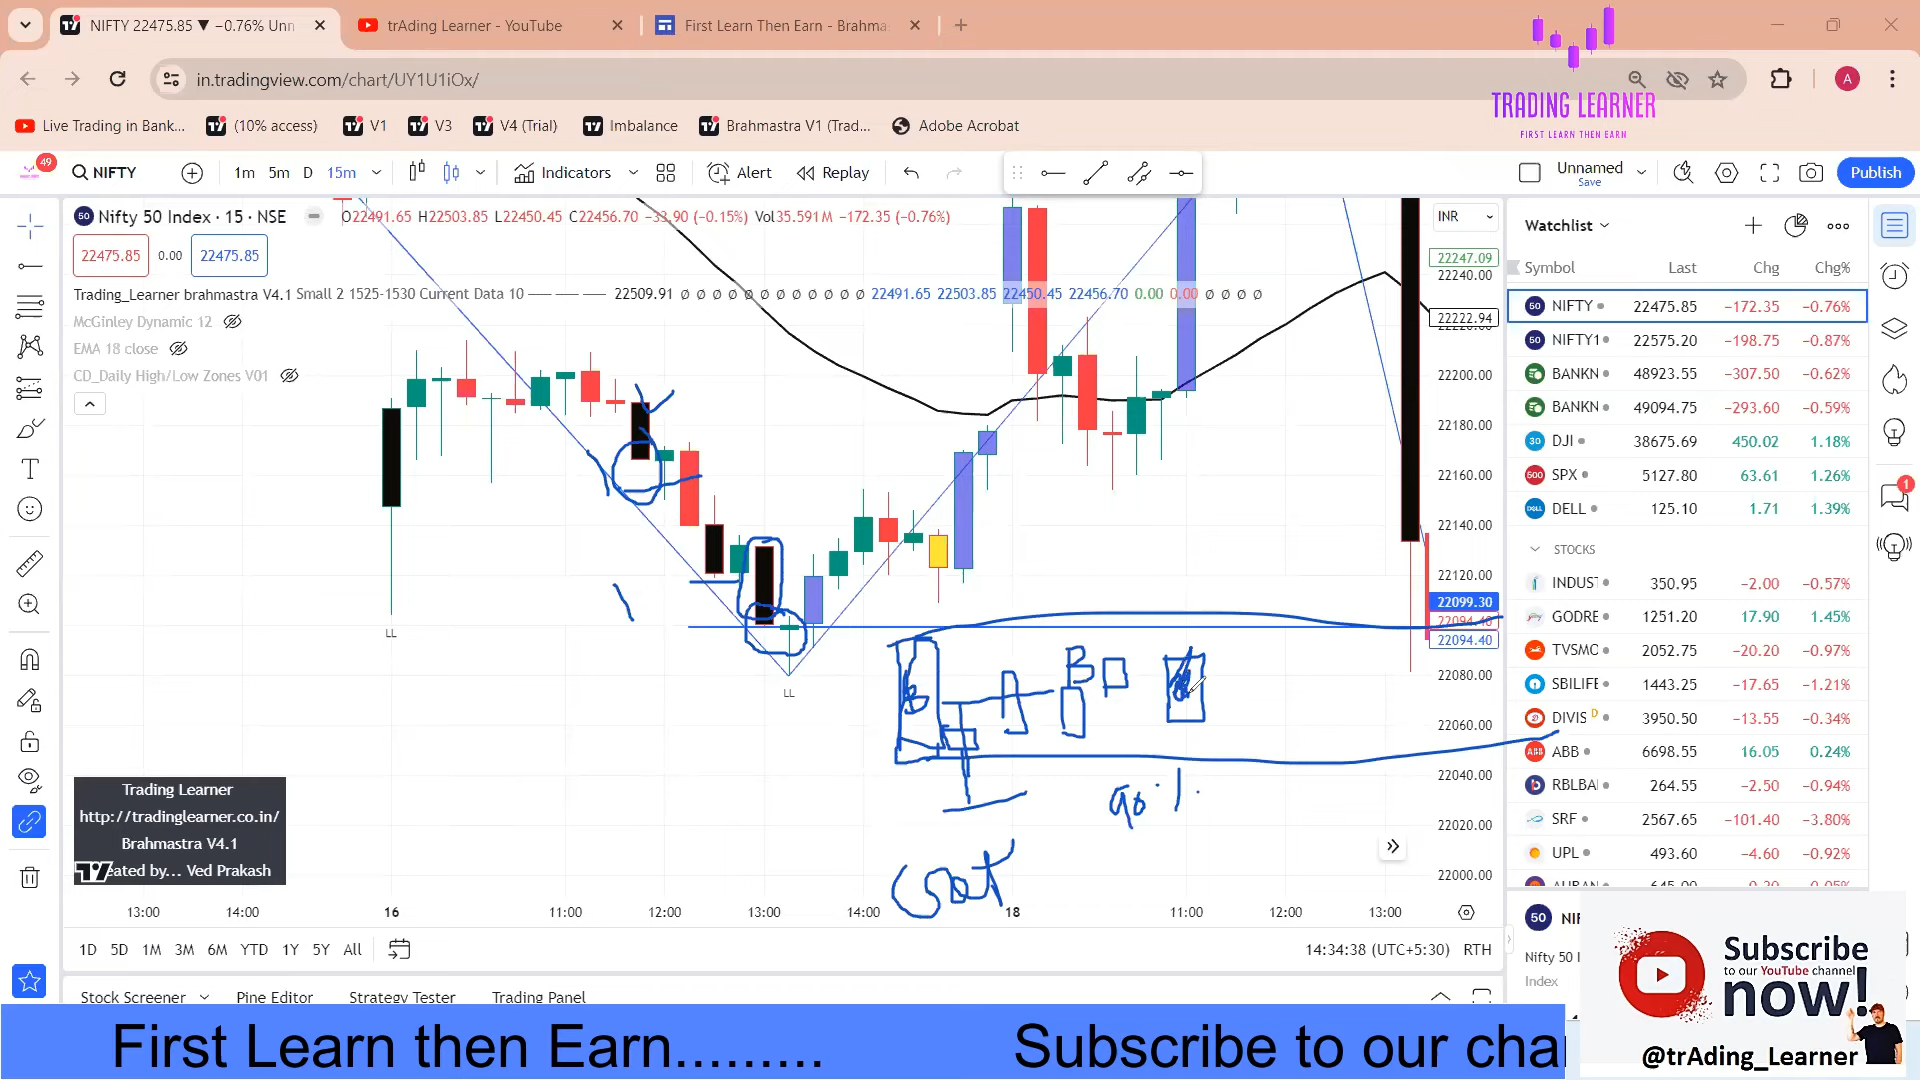 NIFTY 22475.85 ▼ −0.76% Unn
trAding Learner - YouTube
First Learn Then Earn - Brahma
in.tradingview.com/chart/UY1U1iOx/
A
TRADING LEARNER
FIRST LEARN THEN EARN
Live Trading in Bank...
(10% access)
V1
V3
V4 (Trial)
Imbalance
Brahmastra V1 (Trad...
Adobe Acrobat
49
NIFTY
1m 5m D 15m
Indicators
Alert
Replay
Unnamed
Save
Publish
50 Nifty 50 Index · 15 · NSE
O22491.65 H22503.85 L22450.45 C22456.70 −33.90 (−0.15%) Vol35.591M −172.35 (−0.76%)
INR
22475.85 0.00 22475.85
Trading_Learner brahmastra V4.1 Small 2 1525-1530 Current Data 10 22509.91 ø ø ø ø ø ø ø ø ø ø ø ø 22491.65 22503.85 22450.45 22456.70 0.00 0.00 ø ø ø ø
McGinley Dynamic 12
EMA 18 close
CD_Daily High/Low Zones V01
22247.09
22240.00
22222.94
22200.00
22180.00
22160.00
22140.00
22120.00
22099.30
22094.40
22094.40
22080.00
22060.00
22040.00
22020.00
22000.00
LL
LL
B
B
90%
Trading Learner
http://tradinglearner.co.in/
Brahmastra V4.1
eated by... Ved Prakash
13:00 14:00 16 11:00 12:00 13:00 14:00 18 11:00 12:00 13:00
1D 5D 1M 3M 6M YTD 1Y 5Y All
14:34:38 (UTC+5:30) RTH
Stock Screener
Pine Editor
Strategy Tester
Trading Panel
Watchlist
Symbol Last Chg Chg%
50 NIFTY 22475.85 −172.35 −0.76%
50 NIFTY1 22575.20 −198.75 −0.87%
BANKN 48923.55 −307.50 −0.62%
BANKN 49094.75 −293.60 −0.59%
30 DJI 38675.69 450.02 1.18%
500 SPX 5127.80 63.61 1.26%
DELL DELL 125.10 1.71 1.39%
STOCKS
INDUST 350.95 −2.00 −0.57%
GODRE 1251.20 17.90 1.45%
TVSMO 2052.75 −20.20 −0.97%
SBILIFE 1443.25 −17.65 −1.21%
DIVIS D 3950.50 −13.55 −0.34%
ABB ABB 6698.55 16.05 0.24%
RBLBA 264.55 −2.50 −0.94%
SRF 2567.65 −101.40 −3.80%
UPL 493.60 −4.60 −0.92%
50 NIF
Nifty 50 I
Index
1
Subscribe
to our YouTube channel
now!
@trAding_Learner
First Learn then Earn.........
Subscribe to our cha